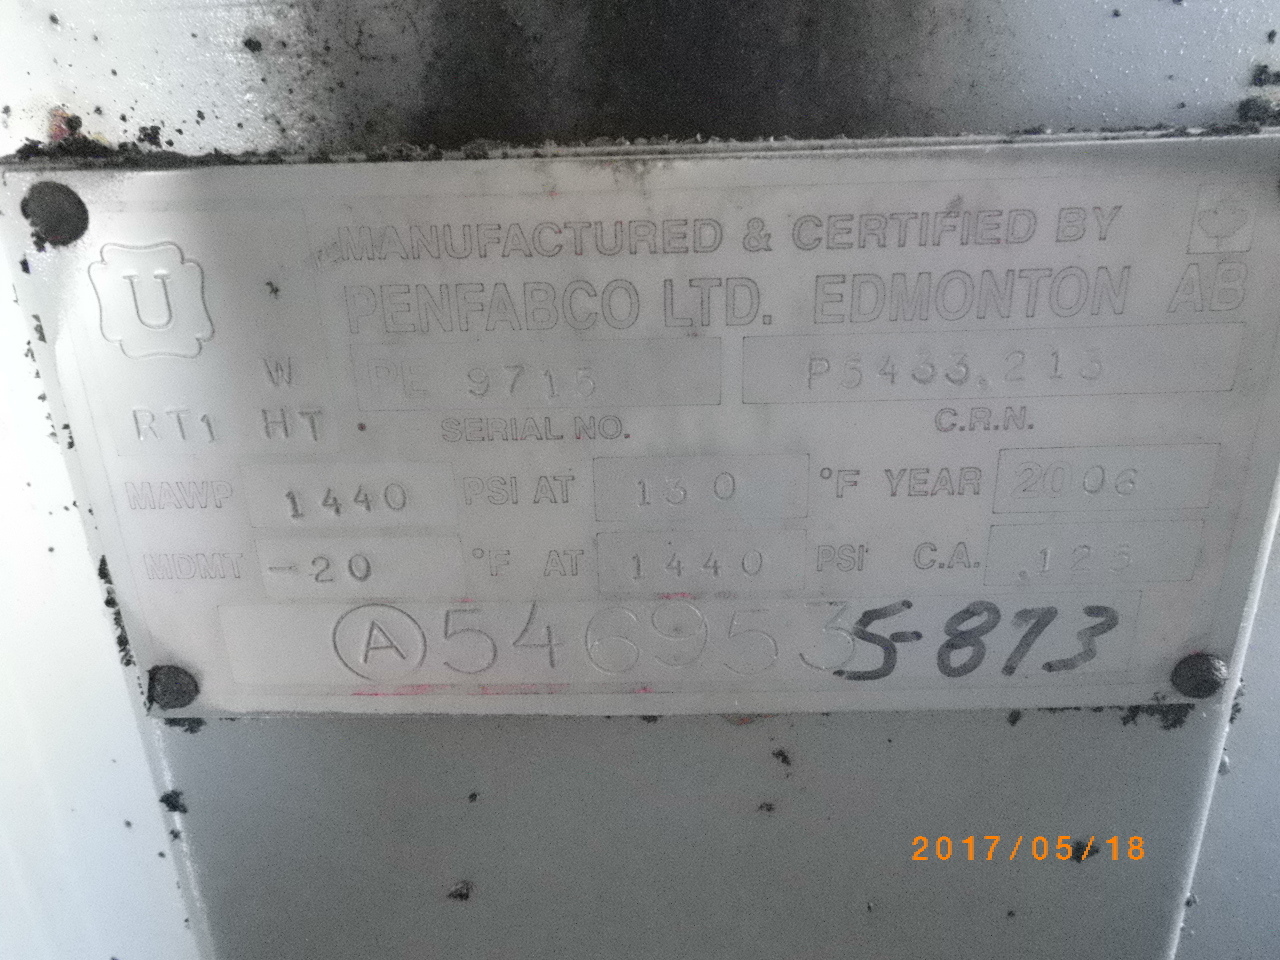 MANUFACTURED & CERTIFIED BY
U
PENFABCO LTD. EDMONTON AB
W PE 9715 P5433.213
RT1 HT SERIAL NO. C.R.N.
MAWP 1440 PSI AT 130 °F YEAR 2006
MDMT -20 °F AT 1440 PSI C.A. .125
A 546953 5-873
2017/05/18